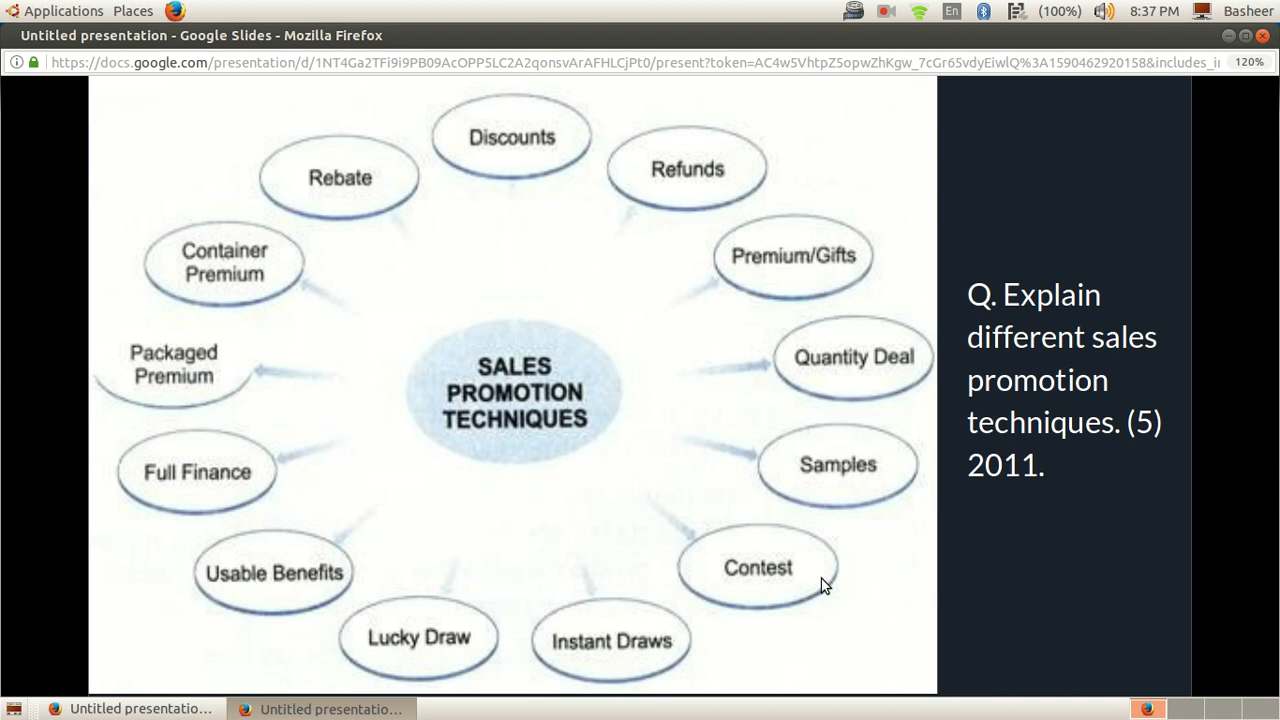 Applications Places
En
(100%)
8:37 PM
Basheer
Untitled presentation - Google Slides - Mozilla Firefox
https://docs.google.com/presentation/d/1NT4Ga2TFi9i9PB09AcOPP5LC2A2qonsvArAFHLCjPt0/present?token=AC4w5VhtpZ5opwZhKgw_7cGr65vdyEiwlQ%3A1590462920158&includes_i
120%
Discounts
Rebate
Refunds
Container
Premium
Premium/Gifts
Packaged
Premium
Quantity Deal
SALES
PROMOTION
TECHNIQUES
Full Finance
Samples
Usable Benefits
Contest
Lucky Draw
Instant Draws
Q. Explain
different sales
promotion
techniques. (5)
2011.
Untitled presentatio...
Untitled presentatio...